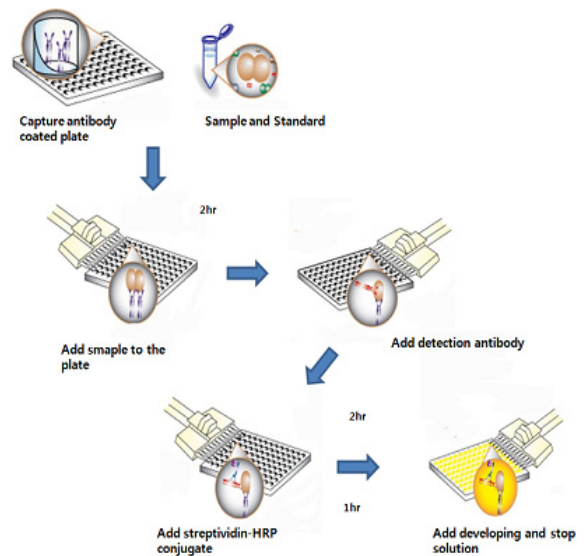 Capture antibody
coated plate
Sample and Standard
2hr
Add smaple to the
plate
Add detection antibody
2hr
Add streptividin-HRP
conjugate
1hr
Add developing and stop
solution